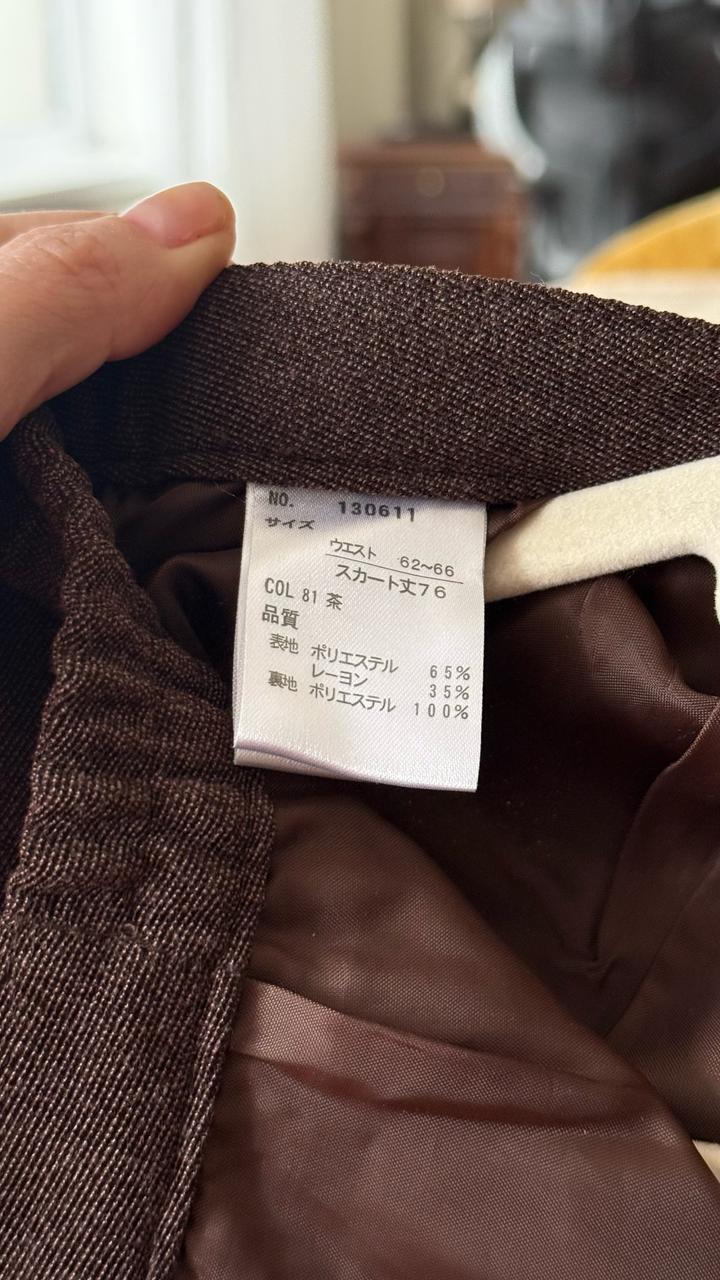 NO. 130611
サイズ
ウエスト 62~66
スカート丈76
COL 81 茶
品質
表地 ポリエステル 65%
レーヨン 35%
裏地 ポリエステル 100%